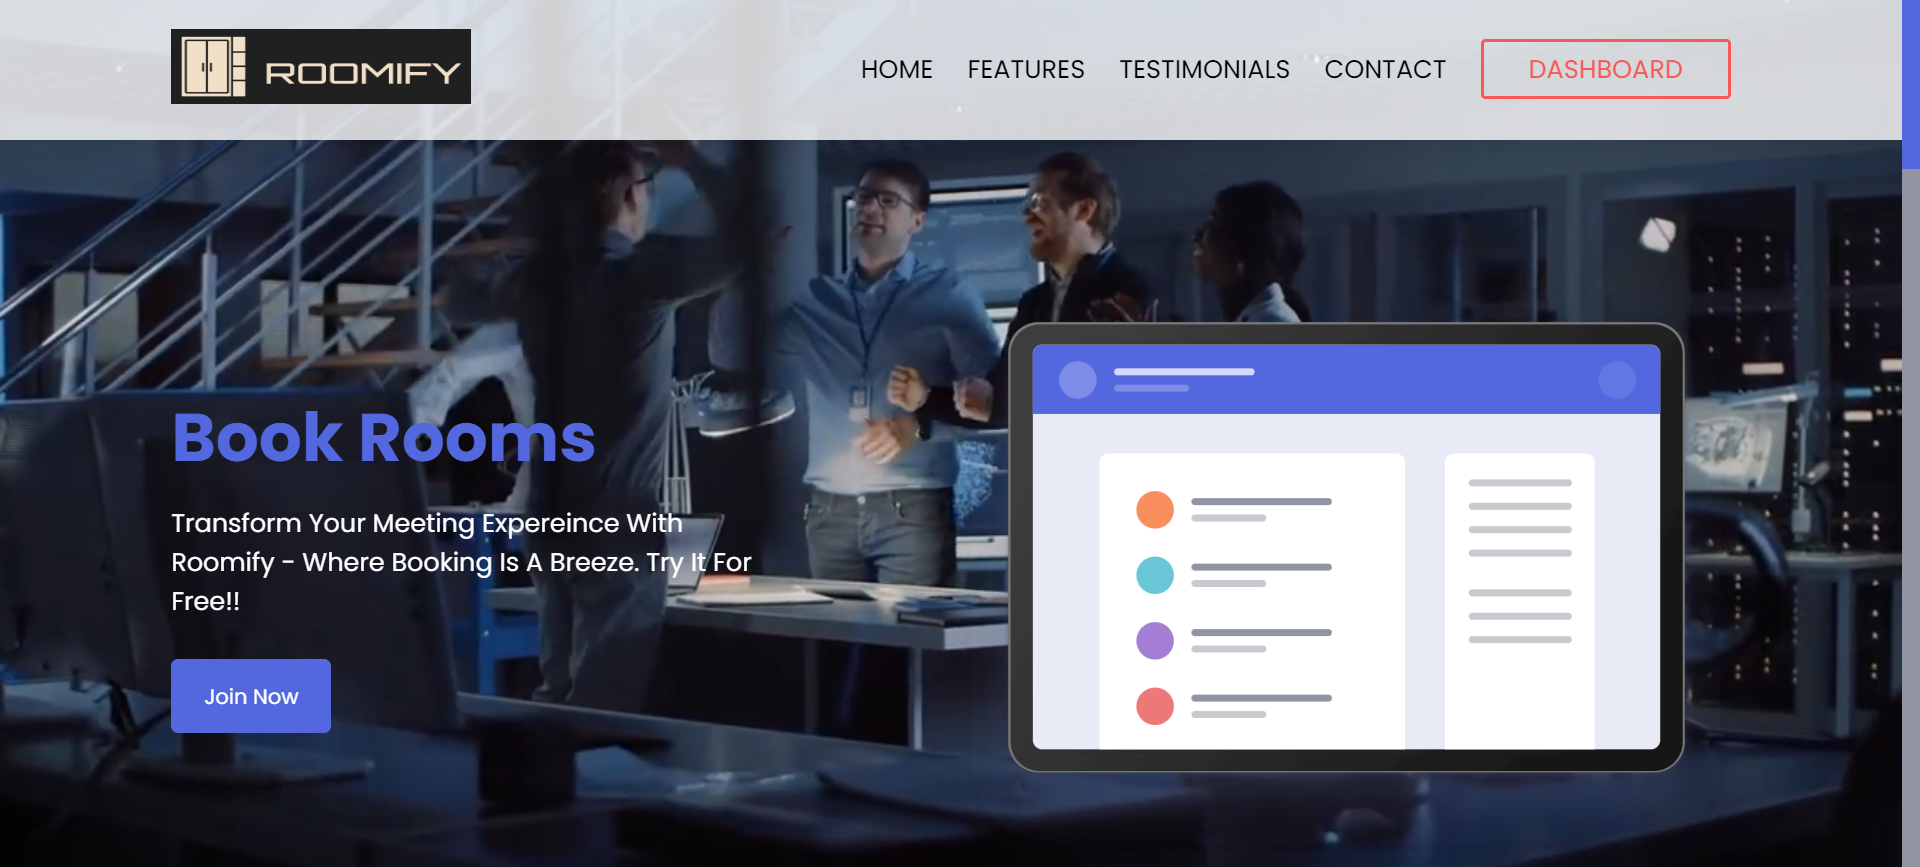 ROOMIFY
HOME FEATURES TESTIMONIALS CONTACT DASHBOARD
Book Rooms
Transform Your Meeting Expereince With
Roomify - Where Booking Is A Breeze. Try It For
Free!!
Join Now